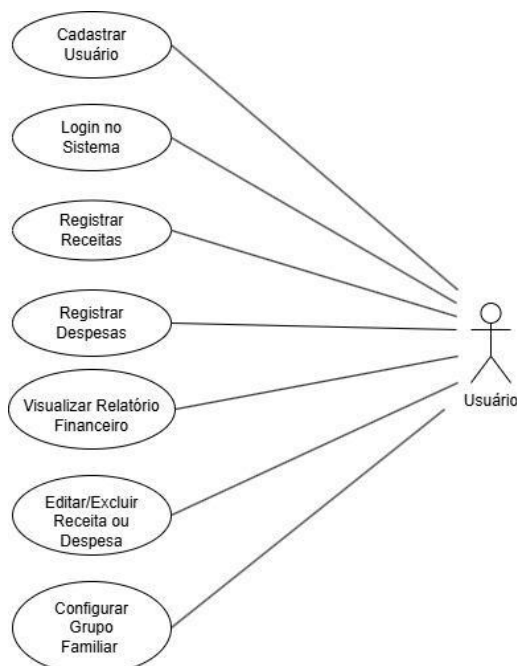 Cadastrar
Usuário
Login no
Sistema
Registrar
Receitas
Registrar
Despesas
Visualizar Relatório
Financeiro
Usuário
Editar/Excluir
Receita ou
Despesa
Configurar
Grupo
Familiar